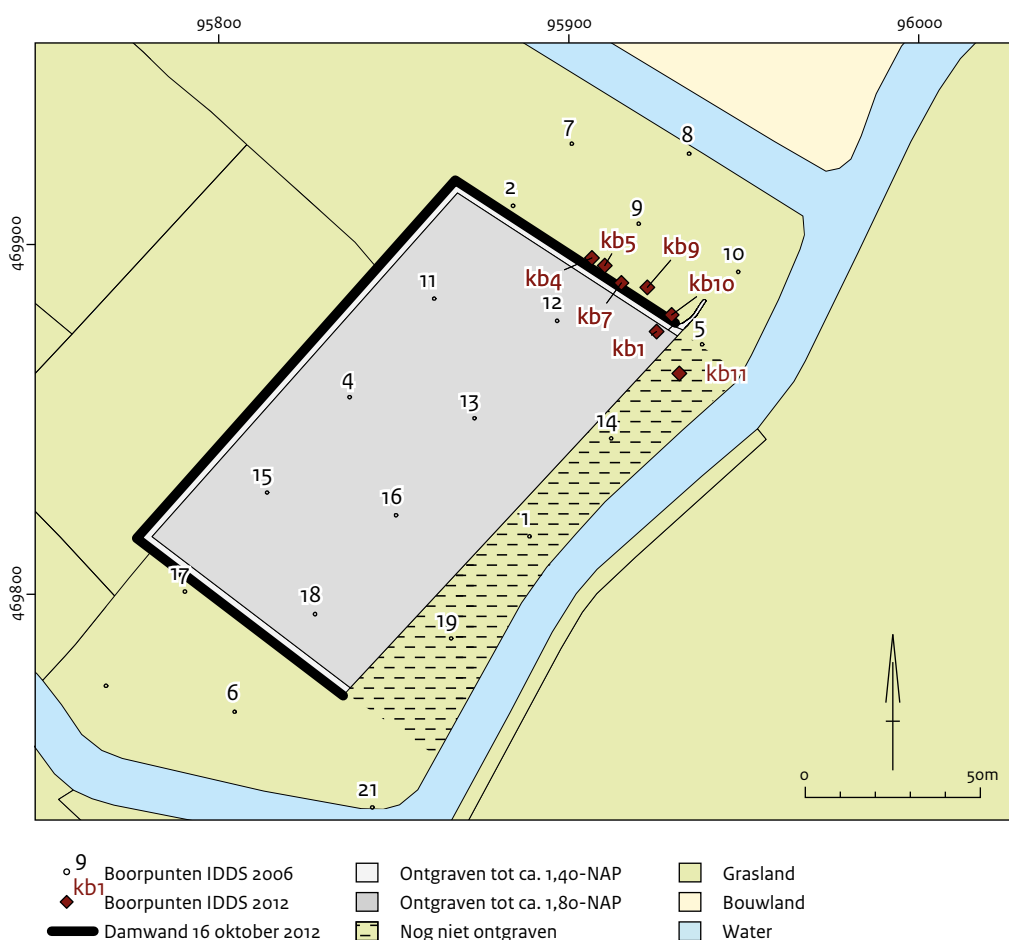 95800 95900 96000
469900
469800
7
8
2
9
kb5
kb9
10
kb4
kb10
11
12
kb7
5
kb1
kb11
4
13
14
15
16
1
17
18
19
6
21
0 50m
9
kb1
Boorpunten IDDS 2006
Boorpunten IDDS 2012
Damwand 16 oktober 2012
Ontgraven tot ca. 1,40-NAP
Ontgraven tot ca. 1,80-NAP
Nog niet ontgraven
Grasland
Bouwland
Water